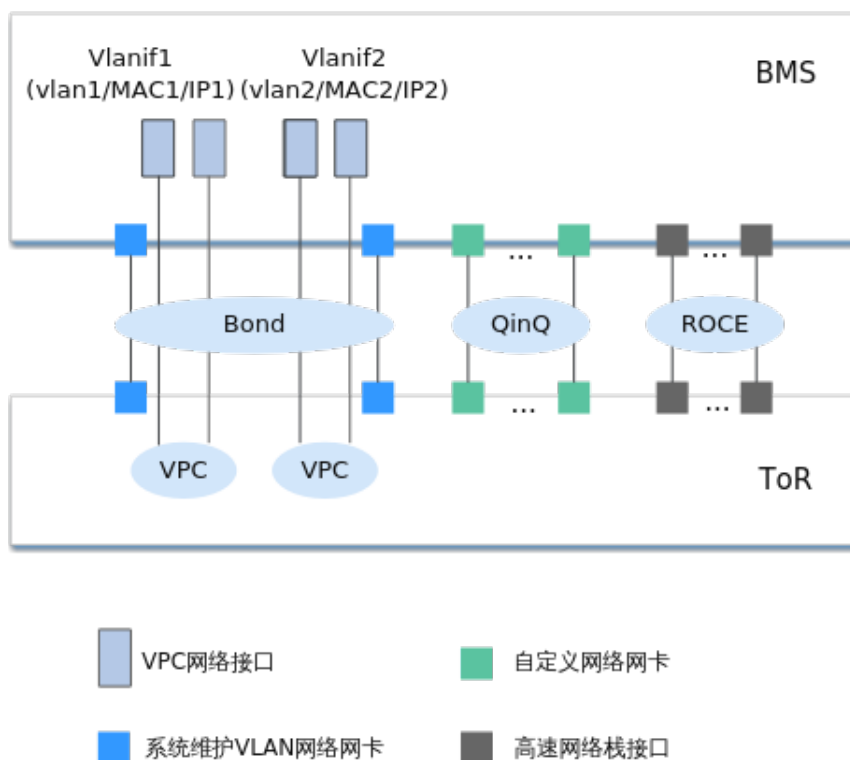 Vlanif1
(vlan1/MAC1/IP1)
Vlanif2
(vlan2/MAC2/IP2)
BMS
...
...
Bond
QinQ
ROCE
...
...
VPC
VPC
ToR
VPC网络接口
自定义网络网卡
系统维护VLAN网络网卡
高速网络栈接口